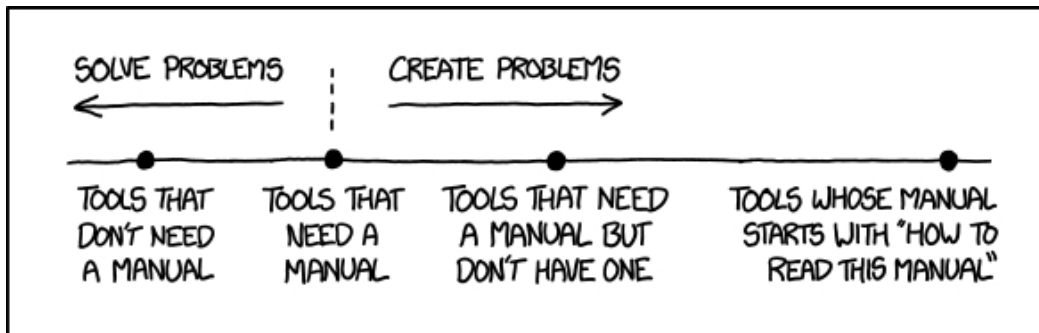 SOLVE PROBLEMS
CREATE PROBLEMS
TOOLS THAT
DON'T NEED
A MANUAL
TOOLS THAT
NEED A
MANUAL
TOOLS THAT NEED
A MANUAL BUT
DON'T HAVE ONE
TOOLS WHOSE MANUAL
STARTS WITH "HOW TO
READ THIS MANUAL"